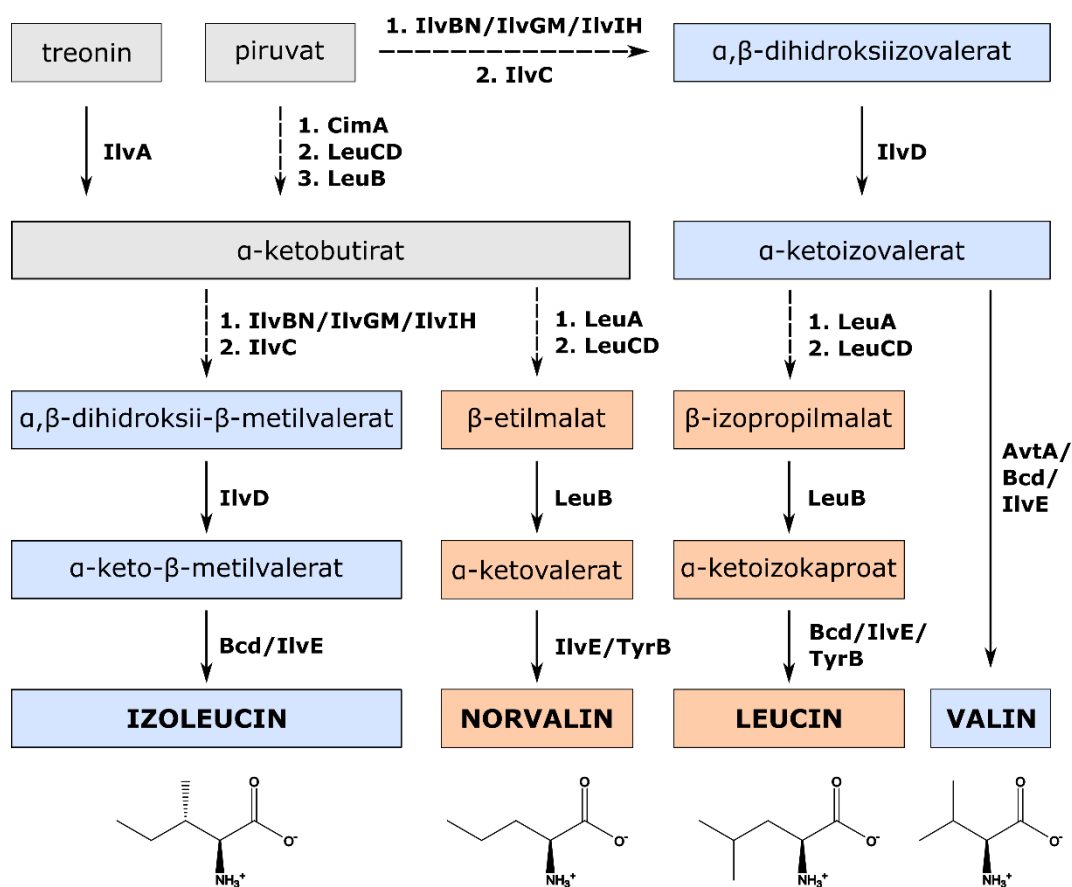 treonin
piruvat
1. IlvBN/IlvGM/IlvIH
2. IlvC
α,β-dihidroksiizovalerat
IlvA
1. CimA
2. LeuCD
3. LeuB
IlvD
α-ketobutirat
α-ketoizovalerat
1. IlvBN/IlvGM/IlvIH
2. IlvC
1. LeuA
2. LeuCD
1. LeuA
2. LeuCD
α,β-dihidroksii-β-metilvalerat
β-etilmalat
β-izopropilmalat
AvtA/
Bcd/
IlvE
IlvD
LeuB
LeuB
α-keto-β-metilvalerat
α-ketovalerat
α-ketoizokaproat
Bcd/IlvE
IlvE/TyrB
Bcd/IlvE/
TyrB
IZOLEUCIN
NORVALIN
LEUCIN
VALIN
O
O⁻
NH₃⁺
O
O⁻
NH₃⁺
O
O⁻
NH₃⁺
O
O⁻
NH₃⁺